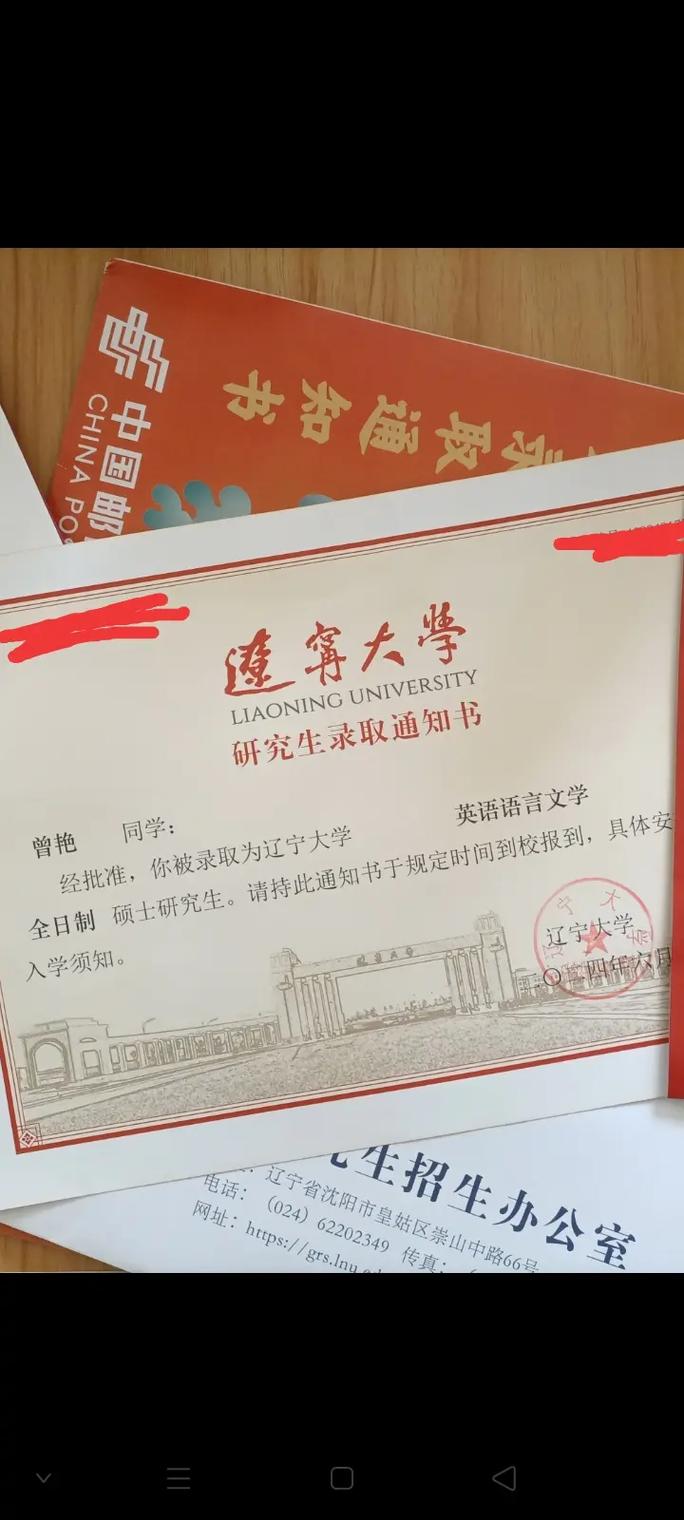 中国邮
CHINA PO
录取通知书
遼寧大學
LIAONING UNIVERSITY
研究生录取通知书
曾艳 同学:
经批准，你被录取为辽宁大学 英语语言文学
全日制 硕士研究生。请持此通知书于规定时间到校报到，具体安
入学须知。
辽宁大学
四年六月
生招生办公室
辽宁省沈阳市皇姑区崇山中路66号
电话： （024）62202349 传真：
网址：https://grs.lnu.ed